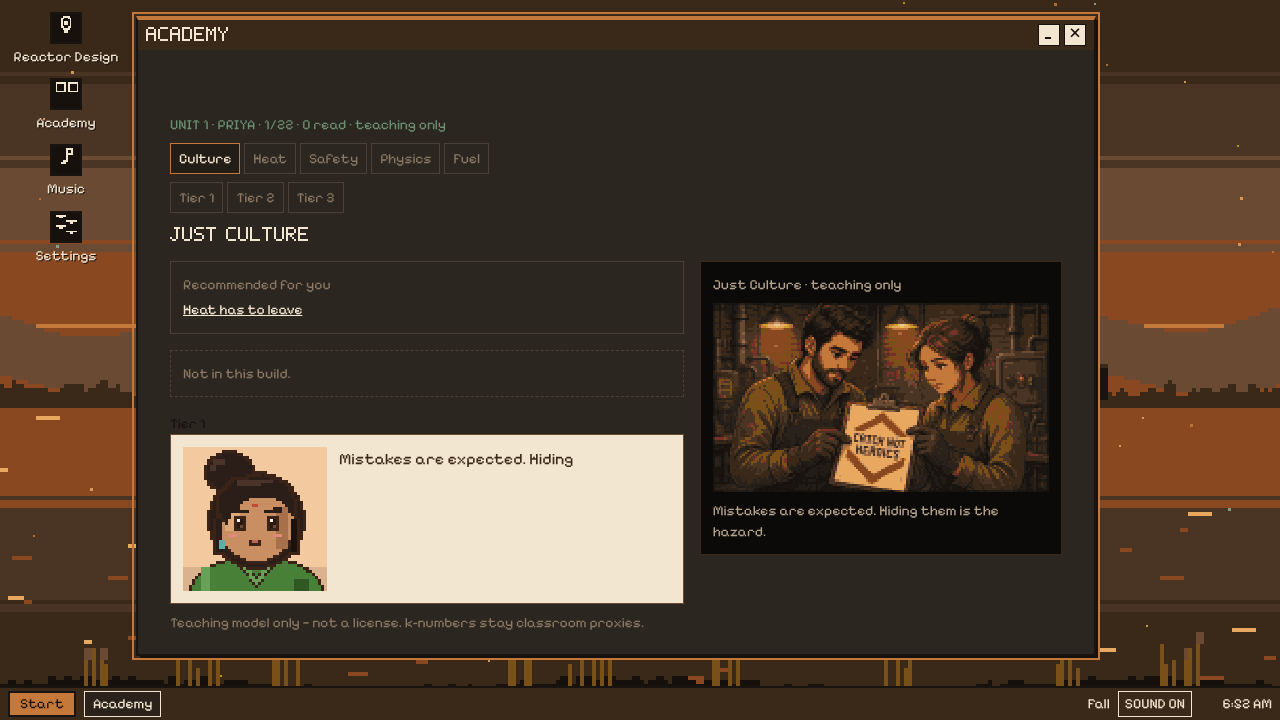 Reactor Design
Academy
Music
Settings
ACADEMY
UNIT 1 · PRIYA · 1/22 · 0 read · teaching only
Culture
Heat
Safety
Physics
Fuel
Tier 1
Tier 2
Tier 3
JUST CULTURE
Recommended for you
Heat has to leave
Not in this build.
Tier 1
Mistakes are expected. Hiding
Teaching model only - not a license. k-numbers stay classroom proxies.
Just Culture · teaching only
HEROICS
Mistakes are expected. Hiding them is the
hazard.
Start
Academy
Fall
SOUND ON
6:52 AM